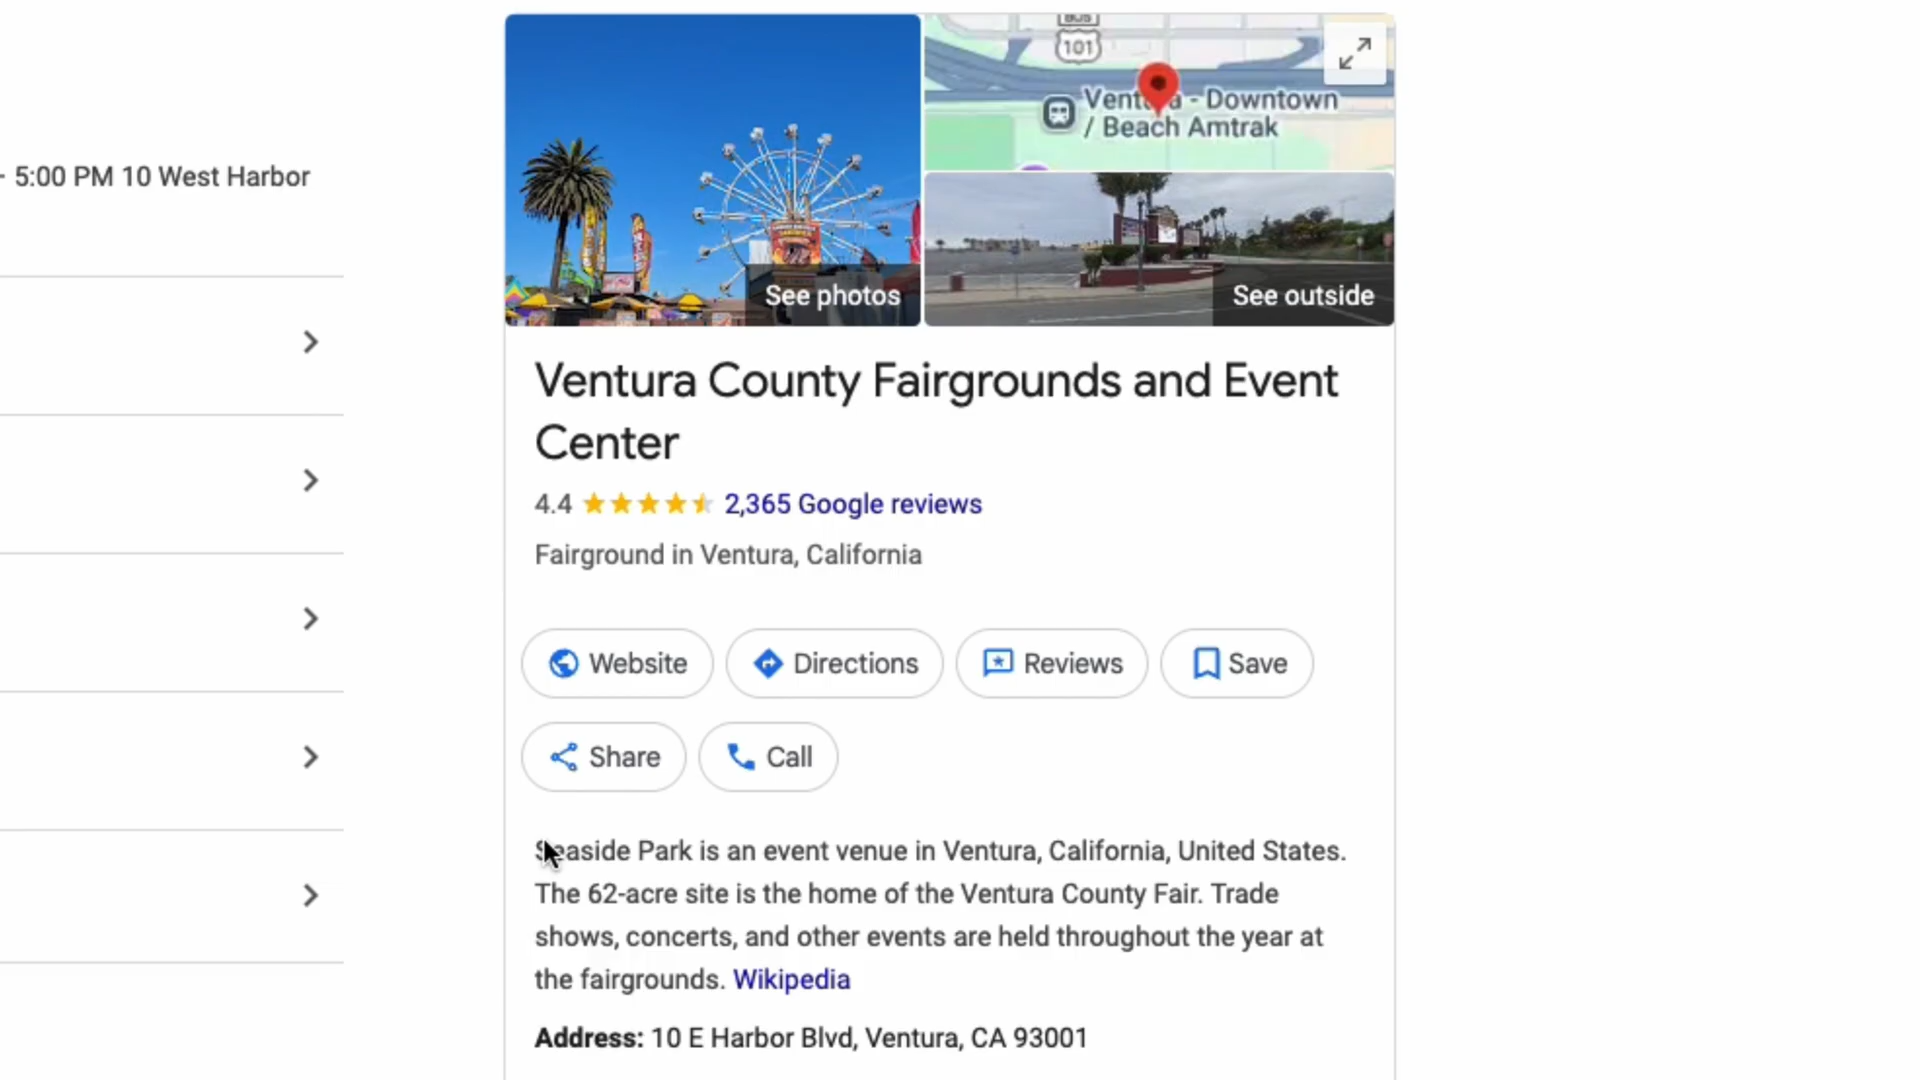 - 5:00 PM 10 West Harbor
101
- Downtown
/ Beach Amtrak
See photos
See outside
Ventura County Fairgrounds and Event
Center
4.4
2,365 Google reviews
Fairground in Ventura, California
Website
Directions
Reviews
Save
Share
Call
Seaside Park is an event venue in Ventura, California, United States.
The 62-acre site is the home of the Ventura County Fair. Trade
shows, concerts, and other events are held throughout the year at
the fairgrounds. Wikipedia
Address: 10 E Harbor Blvd, Ventura, CA 93001